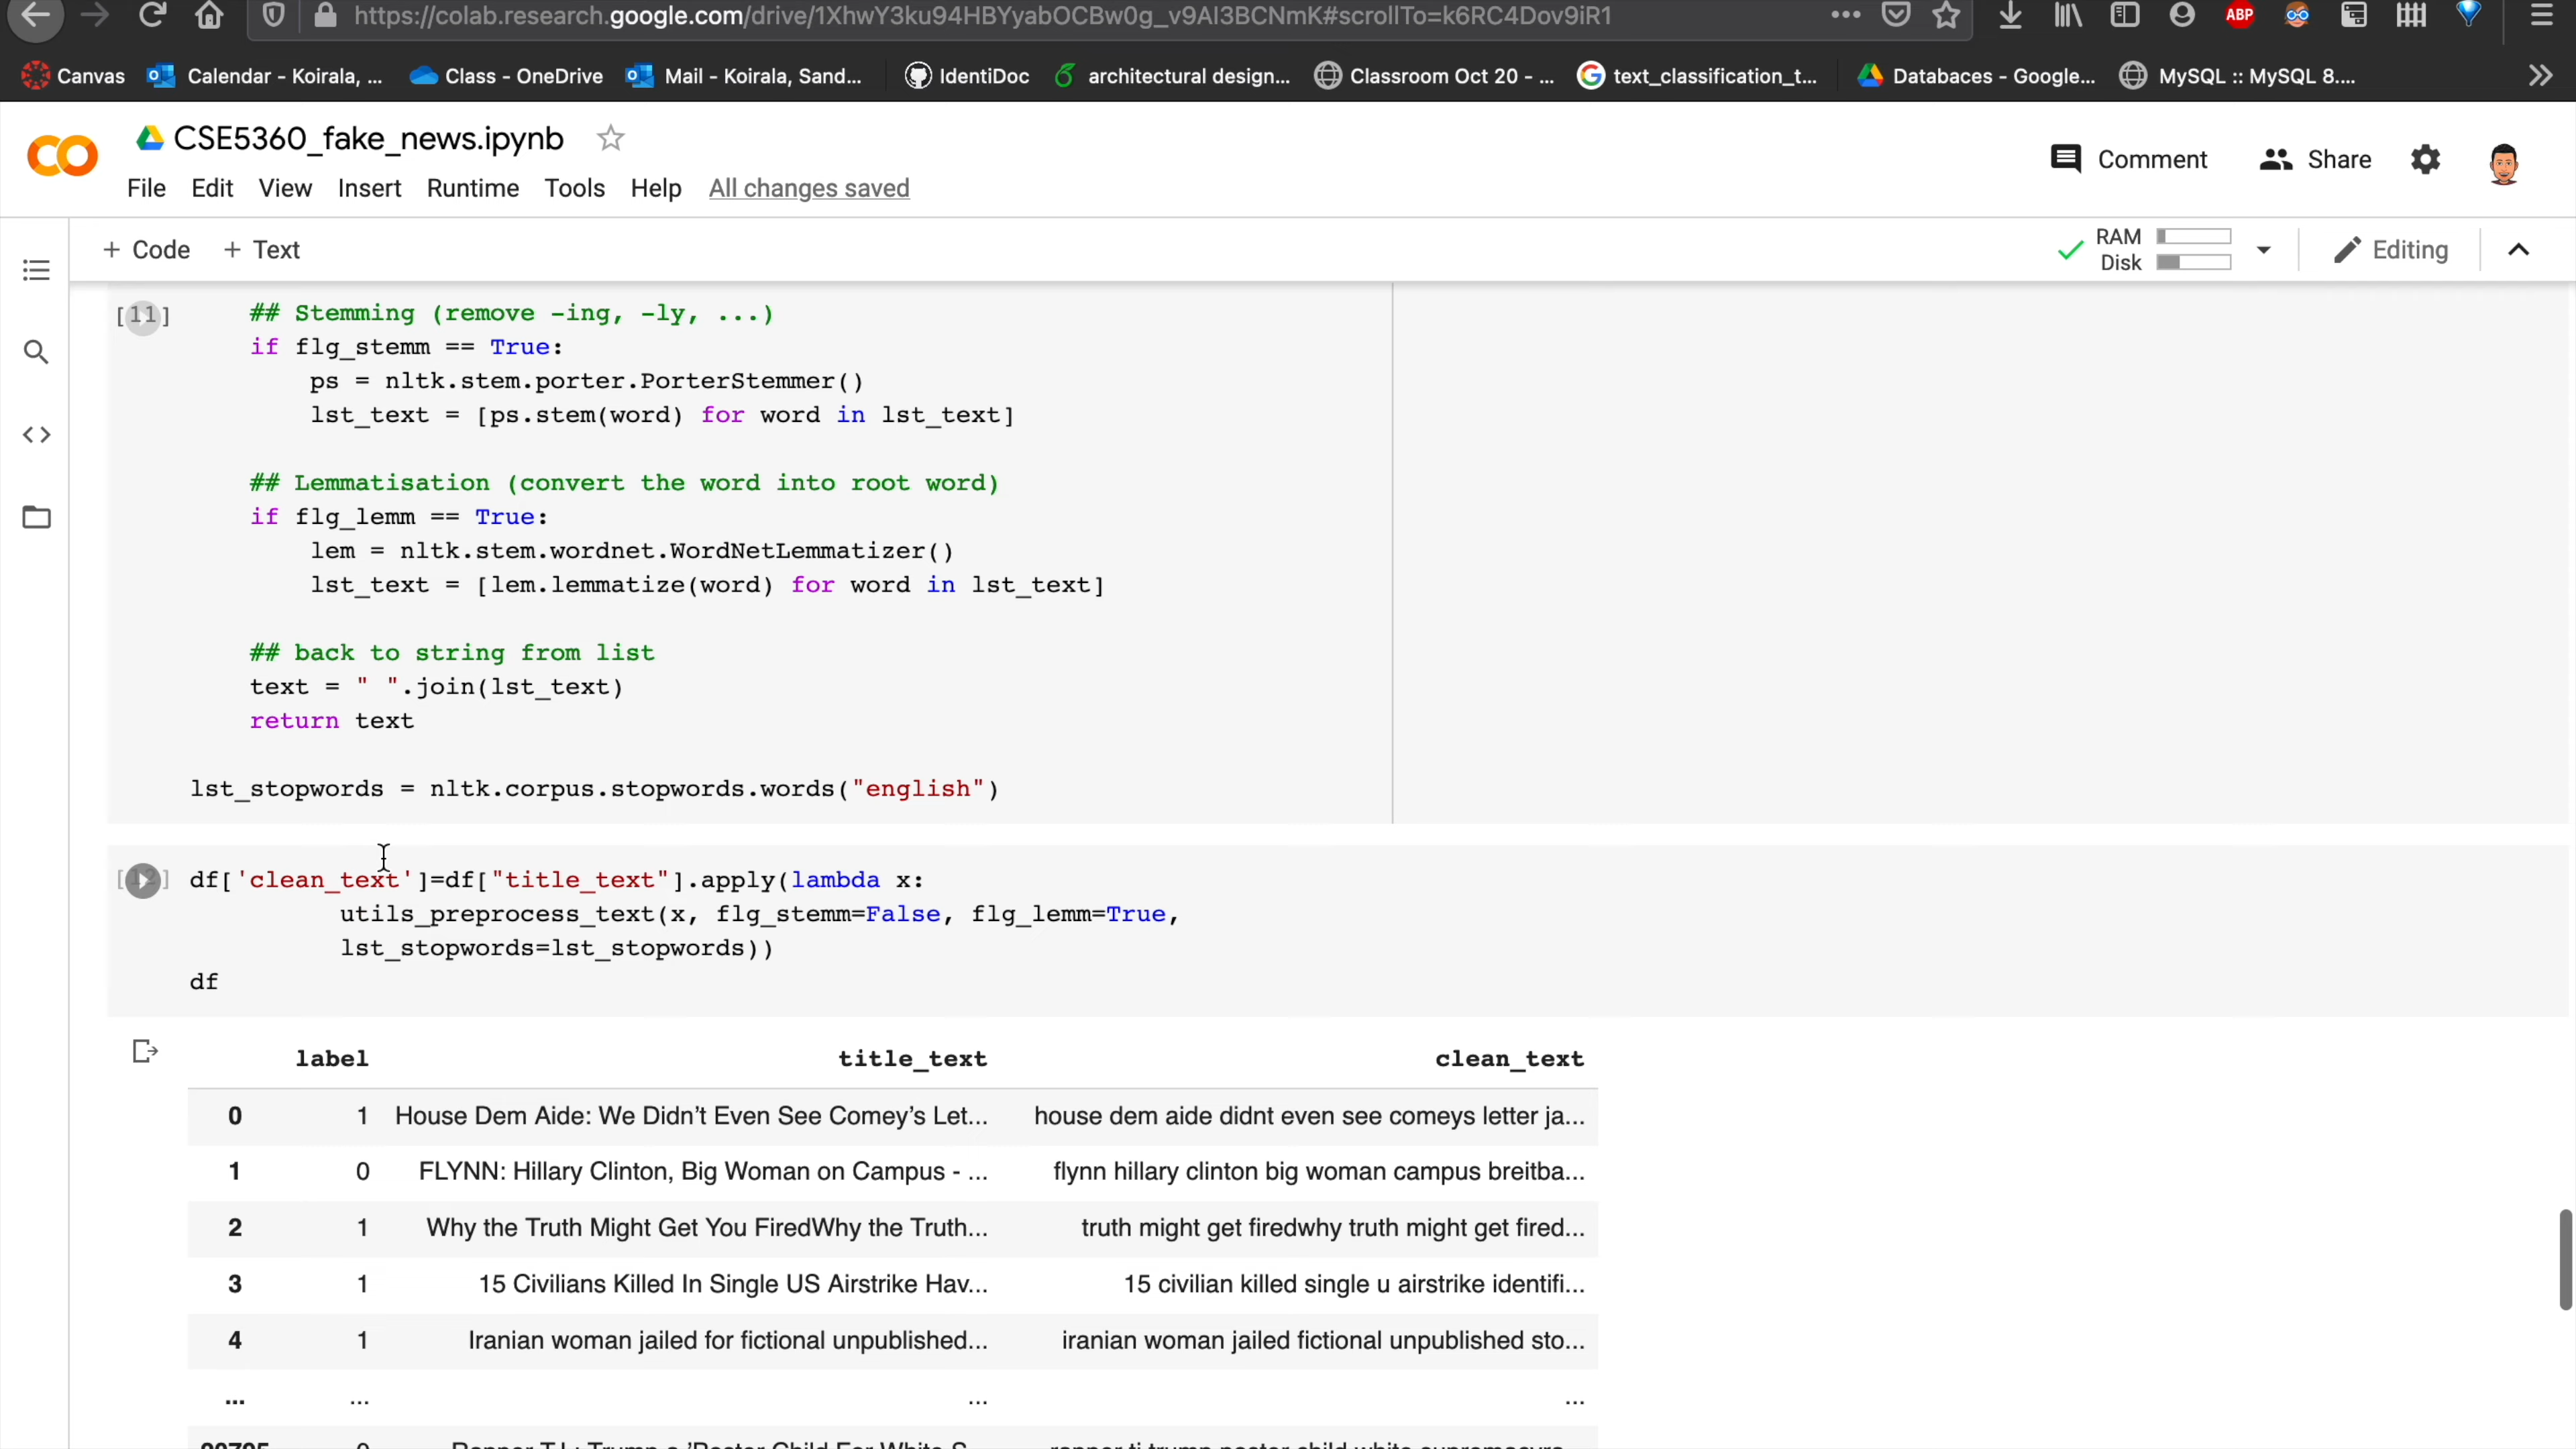 https://colab.research.google.com/drive/1XhwY3ku94HBYyabOCBw0g_v9Al3BCNmK#scrollTo=k6RC4Dov9iR1
ABP
Canvas Calendar - Koirala, ... Class - OneDrive Mail - Koirala, Sand... IdentiDoc architectural design... Classroom Oct 20 - ... text_classification_t... Databaces - Google... MySQL :: MySQL 8....
CSE5360_fake_news.ipynb
Comment Share
File Edit View Insert Runtime Tools Help All changes saved
+ Code + Text
RAM
Disk
Editing
[11] ## Stemming (remove -ing, -ly, ...)
if flg_stemm == True:
ps = nltk.stem.porter.PorterStemmer()
lst_text = [ps.stem(word) for word in lst_text]
## Lemmatisation (convert the word into root word)
if flg_lemm == True:
lem = nltk.stem.wordnet.WordNetLemmatizer()
lst_text = [lem.lemmatize(word) for word in lst_text]
## back to string from list
text = " ".join(lst_text)
return text
lst_stopwords = nltk.corpus.stopwords.words("english")
df['clean_text']=df["title_text"].apply(lambda x:
utils_preprocess_text(x, flg_stemm=False, flg_lemm=True,
lst_stopwords=lst_stopwords))
df
label title_text clean_text
0 1 House Dem Aide: We Didn’t Even See Comey’s Let... house dem aide didnt even see comeys letter ja...
1 0 FLYNN: Hillary Clinton, Big Woman on Campus - ... flynn hillary clinton big woman campus breitba...
2 1 Why the Truth Might Get You FiredWhy the Truth... truth might get firedwhy truth might get fired...
3 1 15 Civilians Killed In Single US Airstrike Hav... 15 civilian killed single u airstrike identifi...
4 1 Iranian woman jailed for fictional unpublished... iranian woman jailed fictional unpublished sto...
... ... ... ...